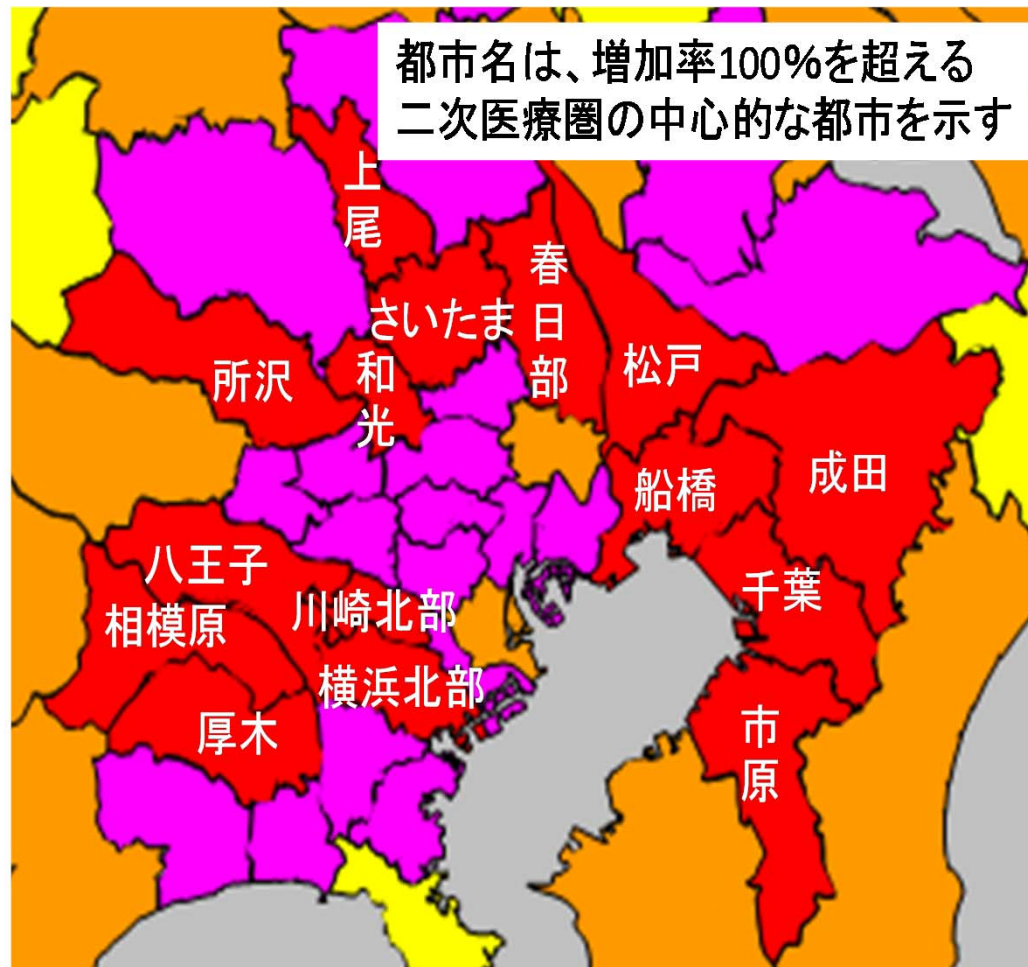 都市名は、増加率100%を超える
二次医療圏の中心的な都市を示す
上尾
春日部
さいたま
和光
所沢
松戸
船橋
成田
八王子
川崎北部
相模原
千葉
横浜北部
厚木
市原